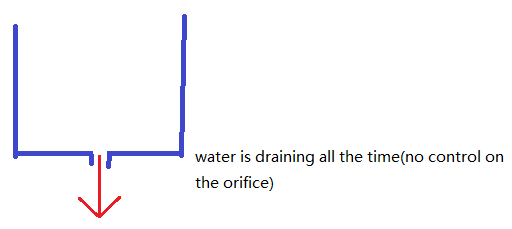 water is draining all the time(no control on
the orifice)